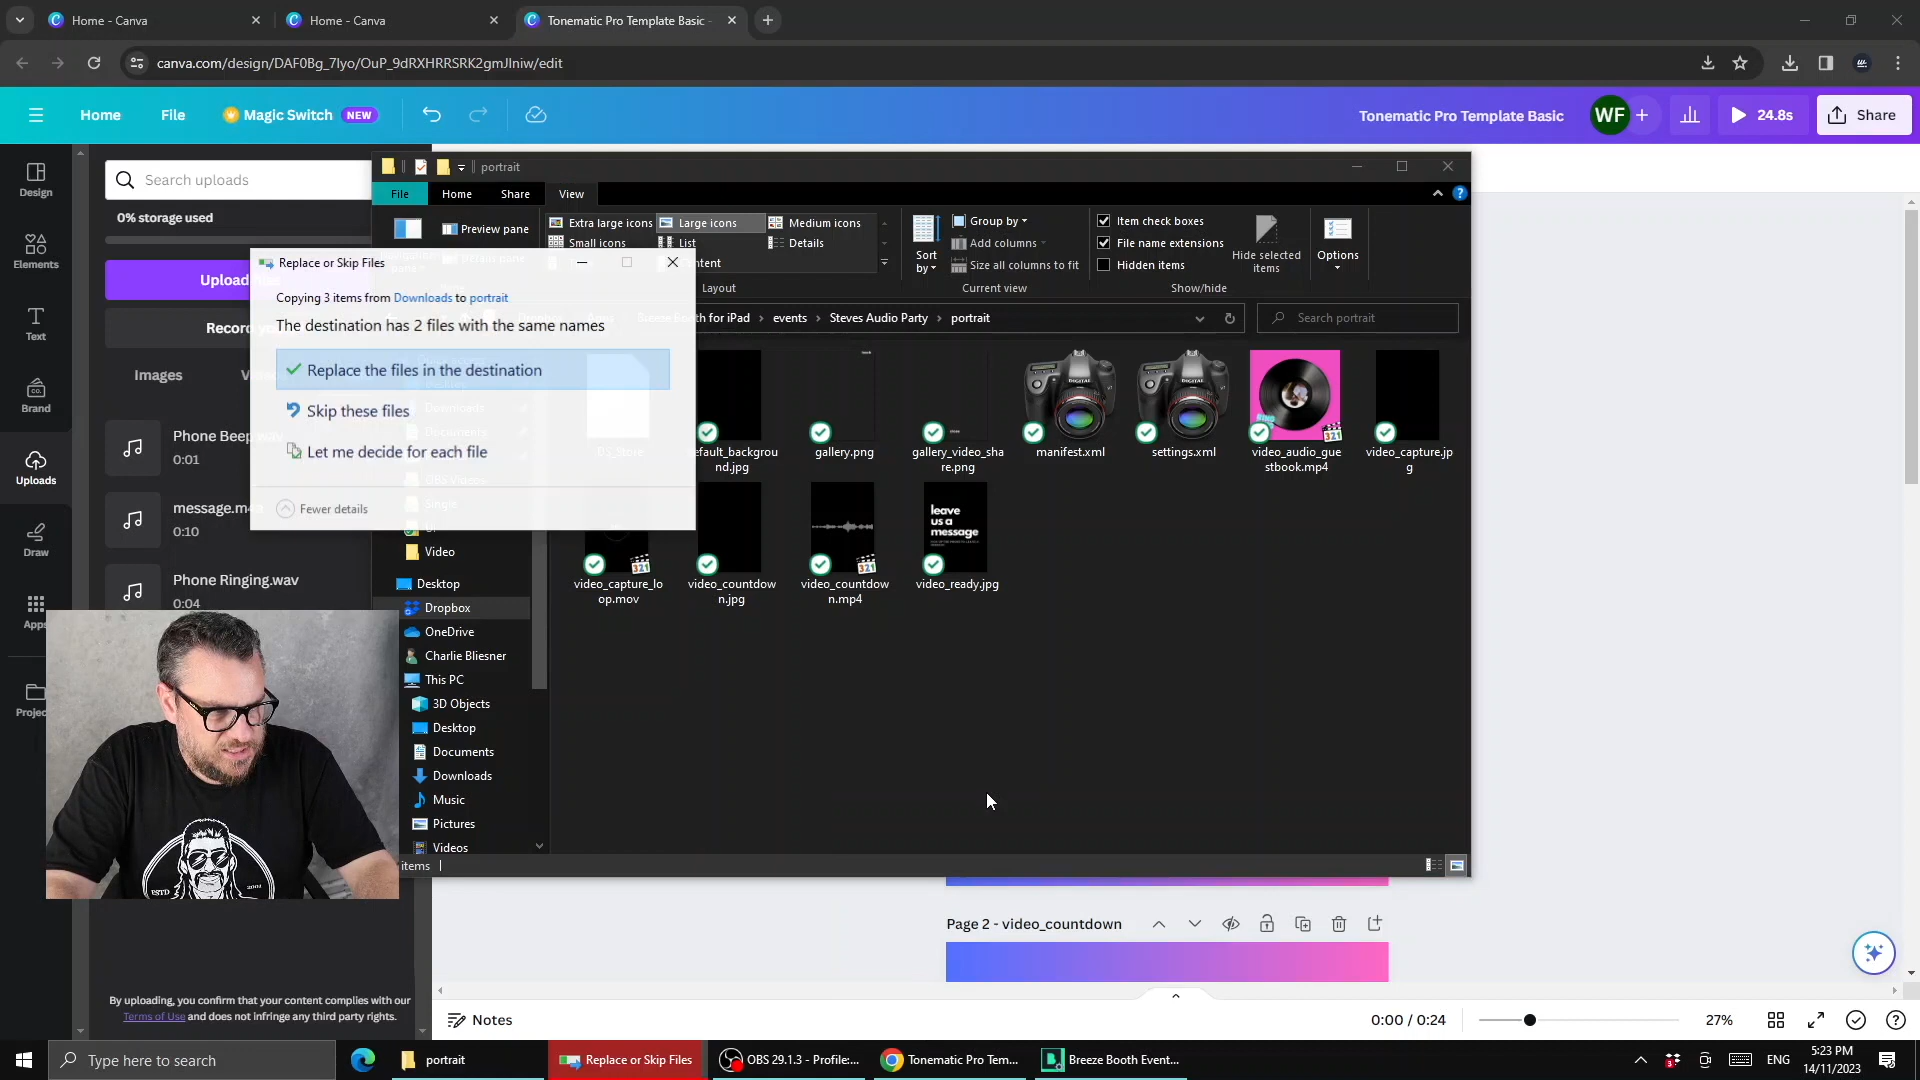 Home - Canva
Home - Canva
Tonematic Pro Template Basic -
canva.com/design/DAF0Bg_7lyo/OuP_9dRXHRRSRK2gmJIniw/edit
Home
File
Magic Switch NEW
Tonematic Pro Template Basic
WF
24.8s
Share
Design
Elements
Text
Brand
Uploads
Draw
Apps
Search uploads
0% storage used
Images
Phone Beep.wav
0:01
message.m4a
0:10
Phone Ringing.wav
0:04
By uploading, you confirm that your content complies with our
Terms of Use and does not infringe any third party rights.
portrait
File
Home
Share
View
Preview pane
Extra large icons
Large icons
Medium icons
Small icons
List
Details
Layout
Sort by
Group by
Add columns
Size all columns to fit
Current view
Item check boxes
File name extensions
Hidden items
Hide selected items
Show/hide
Options
Breeze Booth for iPad
events
Steves Audio Party
portrait
Search portrait
Replace or Skip Files
Copying 3 items from Downloads to portrait
The destination has 2 files with the same names
Replace the files in the destination
Skip these files
Let me decide for each file
Fewer details
gallery.png
gallery_video_sha
re.png
manifest.xml
settings.xml
video_audio_gue
stbook.mp4
video_capture.jp
g
video_capture_lo
op.mov
video_countdow
n.jpg
video_countdow
n.mp4
leave
us a
message
video_ready.jpg
Video
Desktop
Dropbox
OneDrive
Charlie Bliesner
This PC
3D Objects
Desktop
Documents
Downloads
Music
Pictures
Videos
items
ESTD
Page 2 - video_countdown
Notes
0:00 / 0:24
27%
Type here to search
portrait
Replace or Skip Files
OBS 29.1.3 - Profile:...
Tonematic Pro Tem...
Breeze Booth Event...
ENG
5:23 PM
14/11/2023